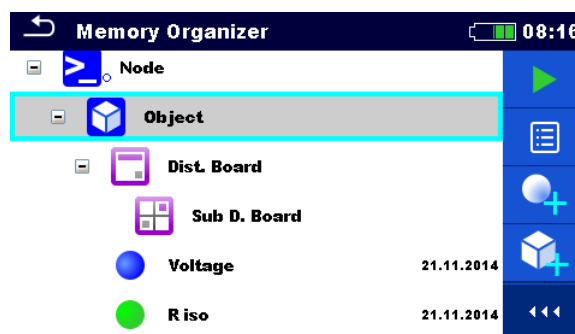 Memory Organizer 08:16
Node
Object
Dist. Board
Sub D. Board
Voltage 21.11.2014
R iso 21.11.2014